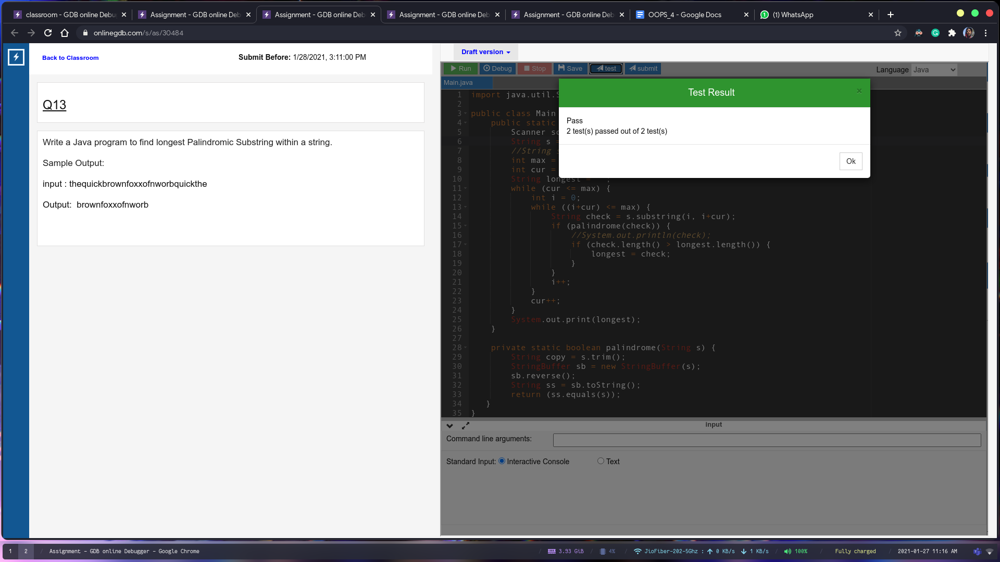 classroom - GDB online Debu
Assignment - GDB online Deb
Assignment - GDB online Deb
Assignment - GDB online Deb
Assignment - GDB online Deb
OOPS_4 - Google Docs
(1) WhatsApp
onlinegdb.com/s/as/30484
Back to Classroom
Submit Before: 1/28/2021, 3:11:00 PM
Q13
Write a Java program to find longest Palindromic Substring within a string.
Sample Output:
input : thequickbrownfoxxofnworbquickthe
Output:  brownfoxxofnworb
Draft version
Run Debug Stop Save test submit
Language Java
Main.java
Test Result
×
Pass
2 test(s) passed out of 2 test(s)
Ok
1 import java.util.
2
3 public class Main
4 public static
5 Scanner sc
6 String s =
7 //String
8 int max =
9 int cur =
10 String longest =
11 while (cur <= max) {
12 int i = 0;
13 while ((i+cur) <= max) {
14 String check = s.substring(i, i+cur);
15 if (palindrome(check)) {
16 //System.out.println(check);
17 if (check.length() > longest.length()) {
18 longest = check;
19 }
20 }
21 i++;
22 }
23 cur++;
24 }
25 System.out.print(longest);
26 }
27
28 private static boolean palindrome(String s) {
29 String copy = s.trim();
30 StringBuffer sb = new StringBuffer(s);
31 sb.reverse();
32 String ss = sb.toString();
33 return (ss.equals(s));
34 }
35 }
input
Command line arguments:
Standard Input: Interactive Console Text
1 2 / Assignment - GDB online Debugger - Google Chrome / 3.93 GiB / 4% / JioFiber-202-5Ghz : 0 KB/s 1 KB/s / 100% / Fully charged / 2021-01-27 11:16 AM